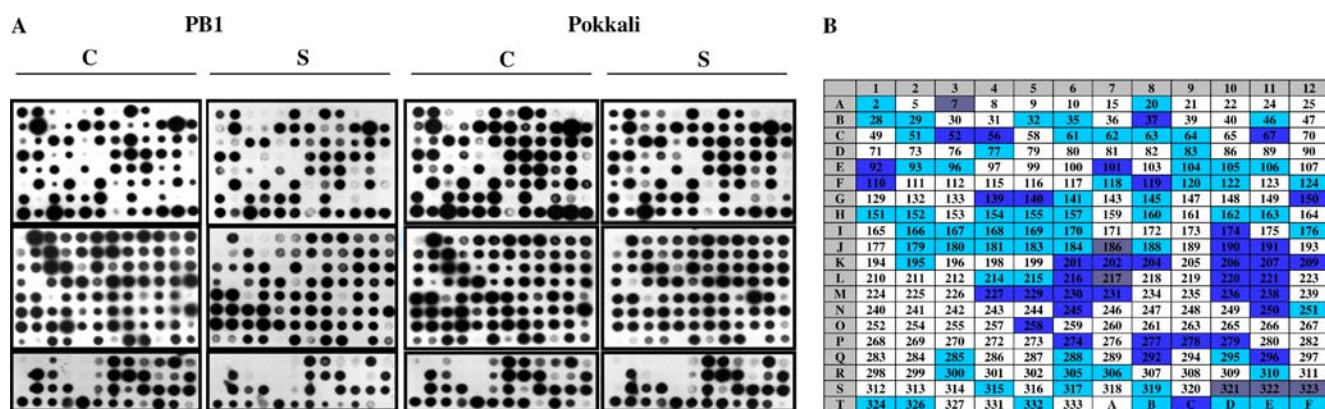 A PB1 Pokkali B
C S C S
1 2 3 4 5 6 7 8 9 10 11 12
A 2 5 7 8 9 10 15 20 21 22 24 25
B 28 29 30 31 32 35 36 37 39 40 46 47
C 49 51 52 56 58 61 62 63 64 65 67 70
D 71 73 76 77 79 80 81 82 83 86 89 90
E 92 93 96 97 99 100 101 103 104 105 106 107
F 110 111 112 115 116 117 118 119 120 122 123 124
G 129 132 133 139 140 141 143 145 147 148 149 150
H 151 152 153 154 155 157 159 160 161 162 163 164
I 165 166 167 168 169 170 171 172 173 174 175 176
J 177 179 180 181 183 184 186 188 189 190 191 193
K 194 195 196 198 199 201 202 204 205 206 207 209
L 210 211 212 214 215 216 217 218 219 220 221 223
M 224 225 226 227 229 230 231 234 235 236 238 239
N 240 241 242 243 244 245 246 247 248 249 250 251
O 252 254 255 257 258 259 260 261 263 265 266 267
P 268 269 270 272 273 274 276 277 278 279 280 282
Q 283 284 285 286 287 288 289 292 294 295 296 297
R 298 299 300 301 302 305 306 307 308 309 310 311
S 312 313 314 315 316 317 318 319 320 321 322 323
T 324 326 327 331 332 333 A B C D E F